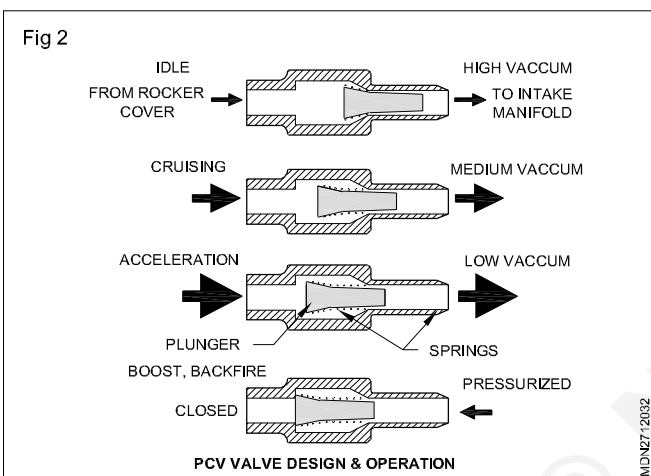 Fig 2
IDLE
HIGH VACCUM
FROM ROCKER
COVER
TO INTAKE
MANIFOLD
CRUISING
MEDIUM VACCUM
ACCELERATION
LOW VACCUM
PLUNGER
SPRINGS
BOOST, BACKFIRE
CLOSED
PRESSURIZED
PCV VALVE DESIGN & OPERATION
MDN2712032